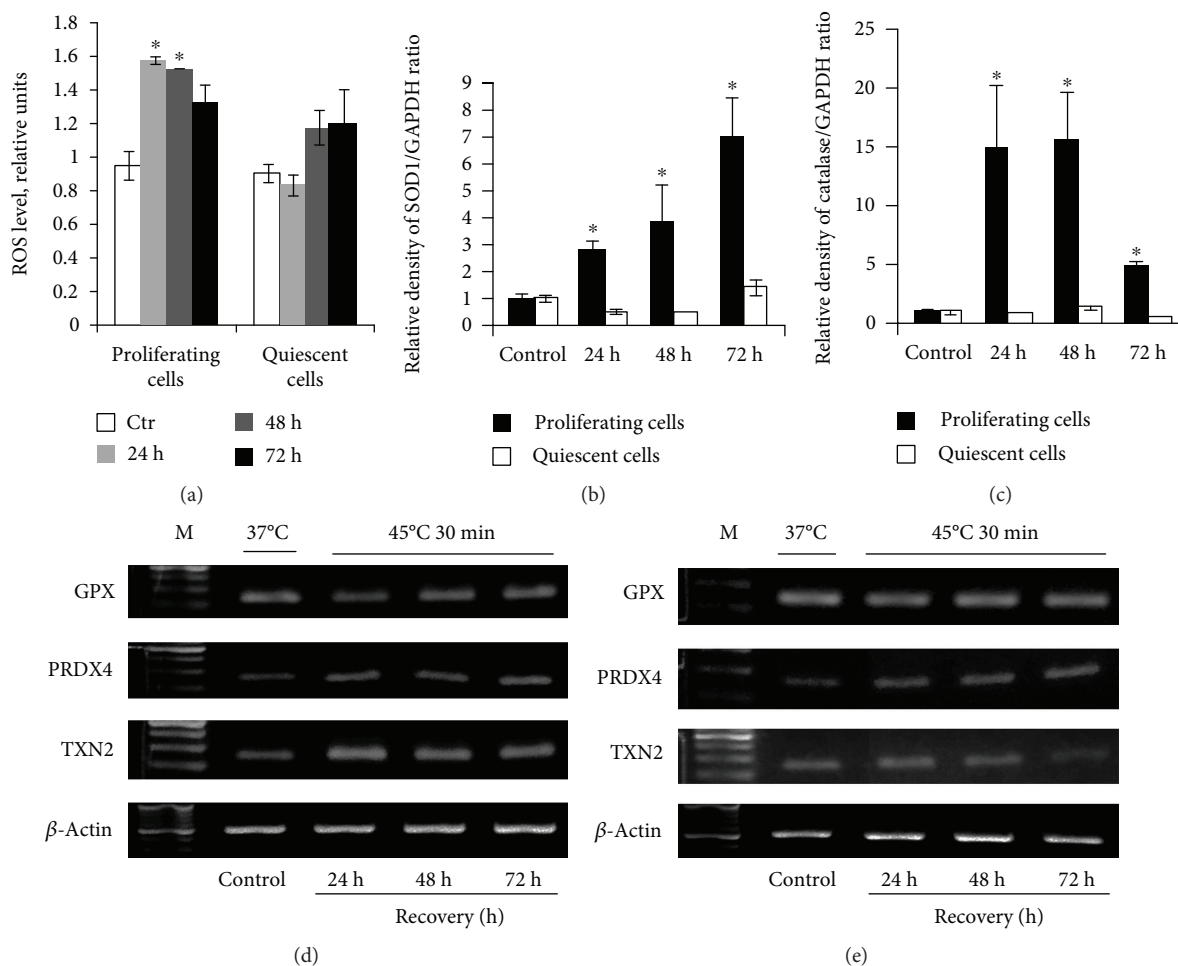 ROS level, relative units
1.8
1.6
1.4
1.2
1
0.8
0.6
0.4
0.2
0
*
*
Proliferating
cells
Quiescent
cells
Ctr
24 h
48 h
72 h
(a)
Relative density of SOD1/GAPDH ratio
9
8
7
6
5
4
3
2
1
0
*
*
*
Control
24 h
48 h
72 h
Proliferating cells
Quiescent cells
(b)
Relative density of catalase/GAPDH ratio
25
20
15
10
5
0
*
*
*
Control
24 h
48 h
72 h
Proliferating cells
Quiescent cells
(c)
M
37°C
45°C 30 min
GPX
PRDX4
TXN2
β-Actin
Control
24 h
48 h
72 h
Recovery (h)
(d)
M
37°C
45°C 30 min
GPX
PRDX4
TXN2
β-Actin
Control
24 h
48 h
72 h
Recovery (h)
(e)